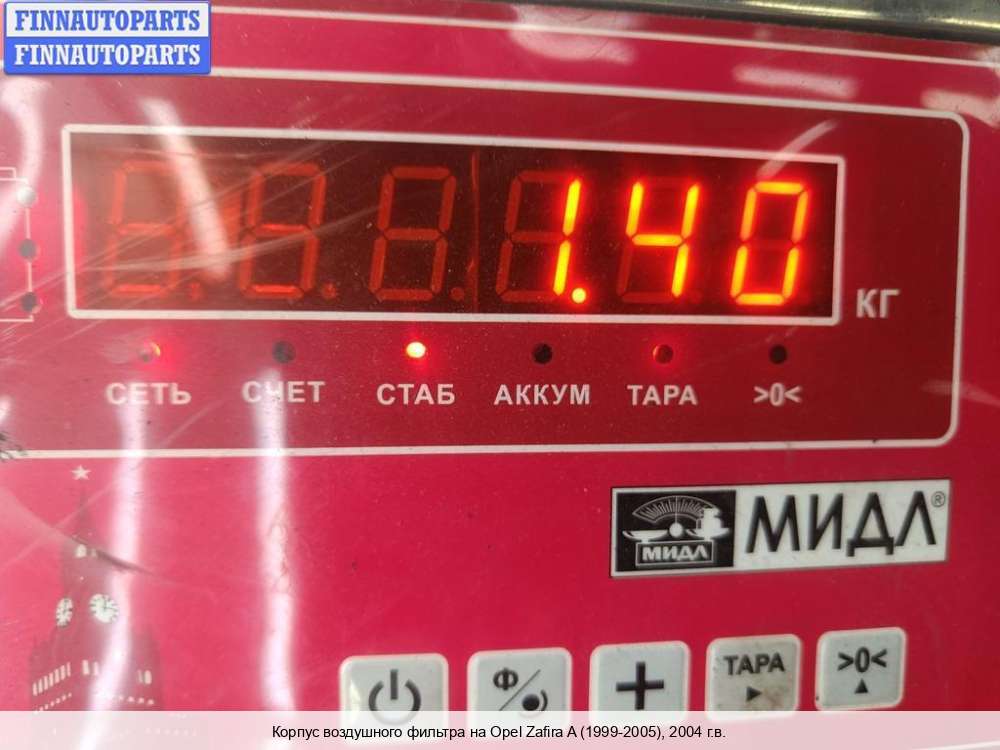 FINNAUTOPARTS
FINNAUTOPARTS
1.40
КГ
СЕТЬ СЧЕТ СТАБ АККУМ ТАРА >0<
МИДЛ МИДЛ®
Ф ТАРА >0<
Корпус воздушного фильтра на Opel Zafira A (1999-2005), 2004 г.в.